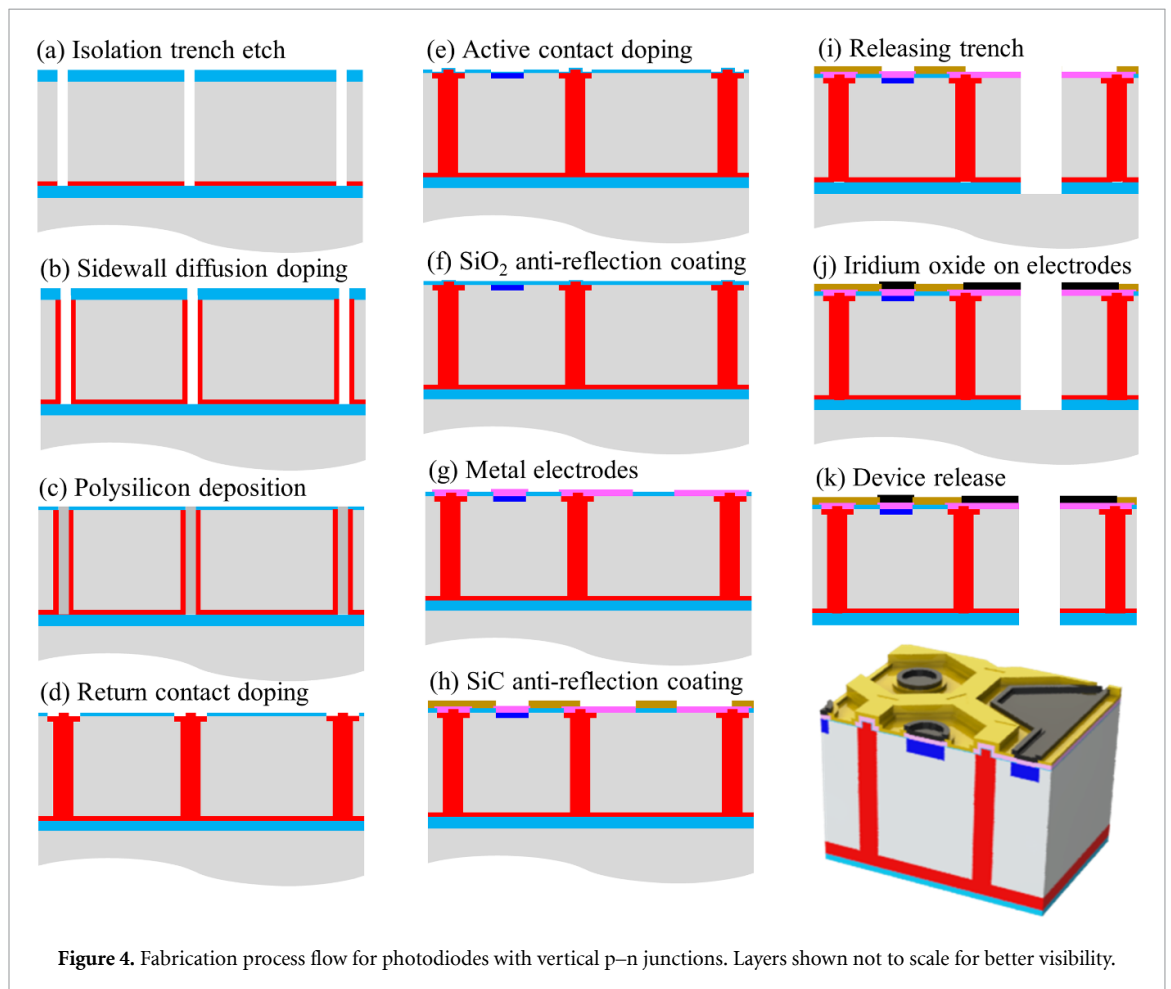 (a) Isolation trench etch
(b) Sidewall diffusion doping
(c) Polysilicon deposition
(d) Return contact doping
(e) Active contact doping
(f) SiO₂ anti-reflection coating
(g) Metal electrodes
(h) SiC anti-reflection coating
(i) Releasing trench
(j) Iridium oxide on electrodes
(k) Device release
Figure 4. Fabrication process flow for photodiodes with vertical p–n junctions. Layers shown not to scale for better visibility.